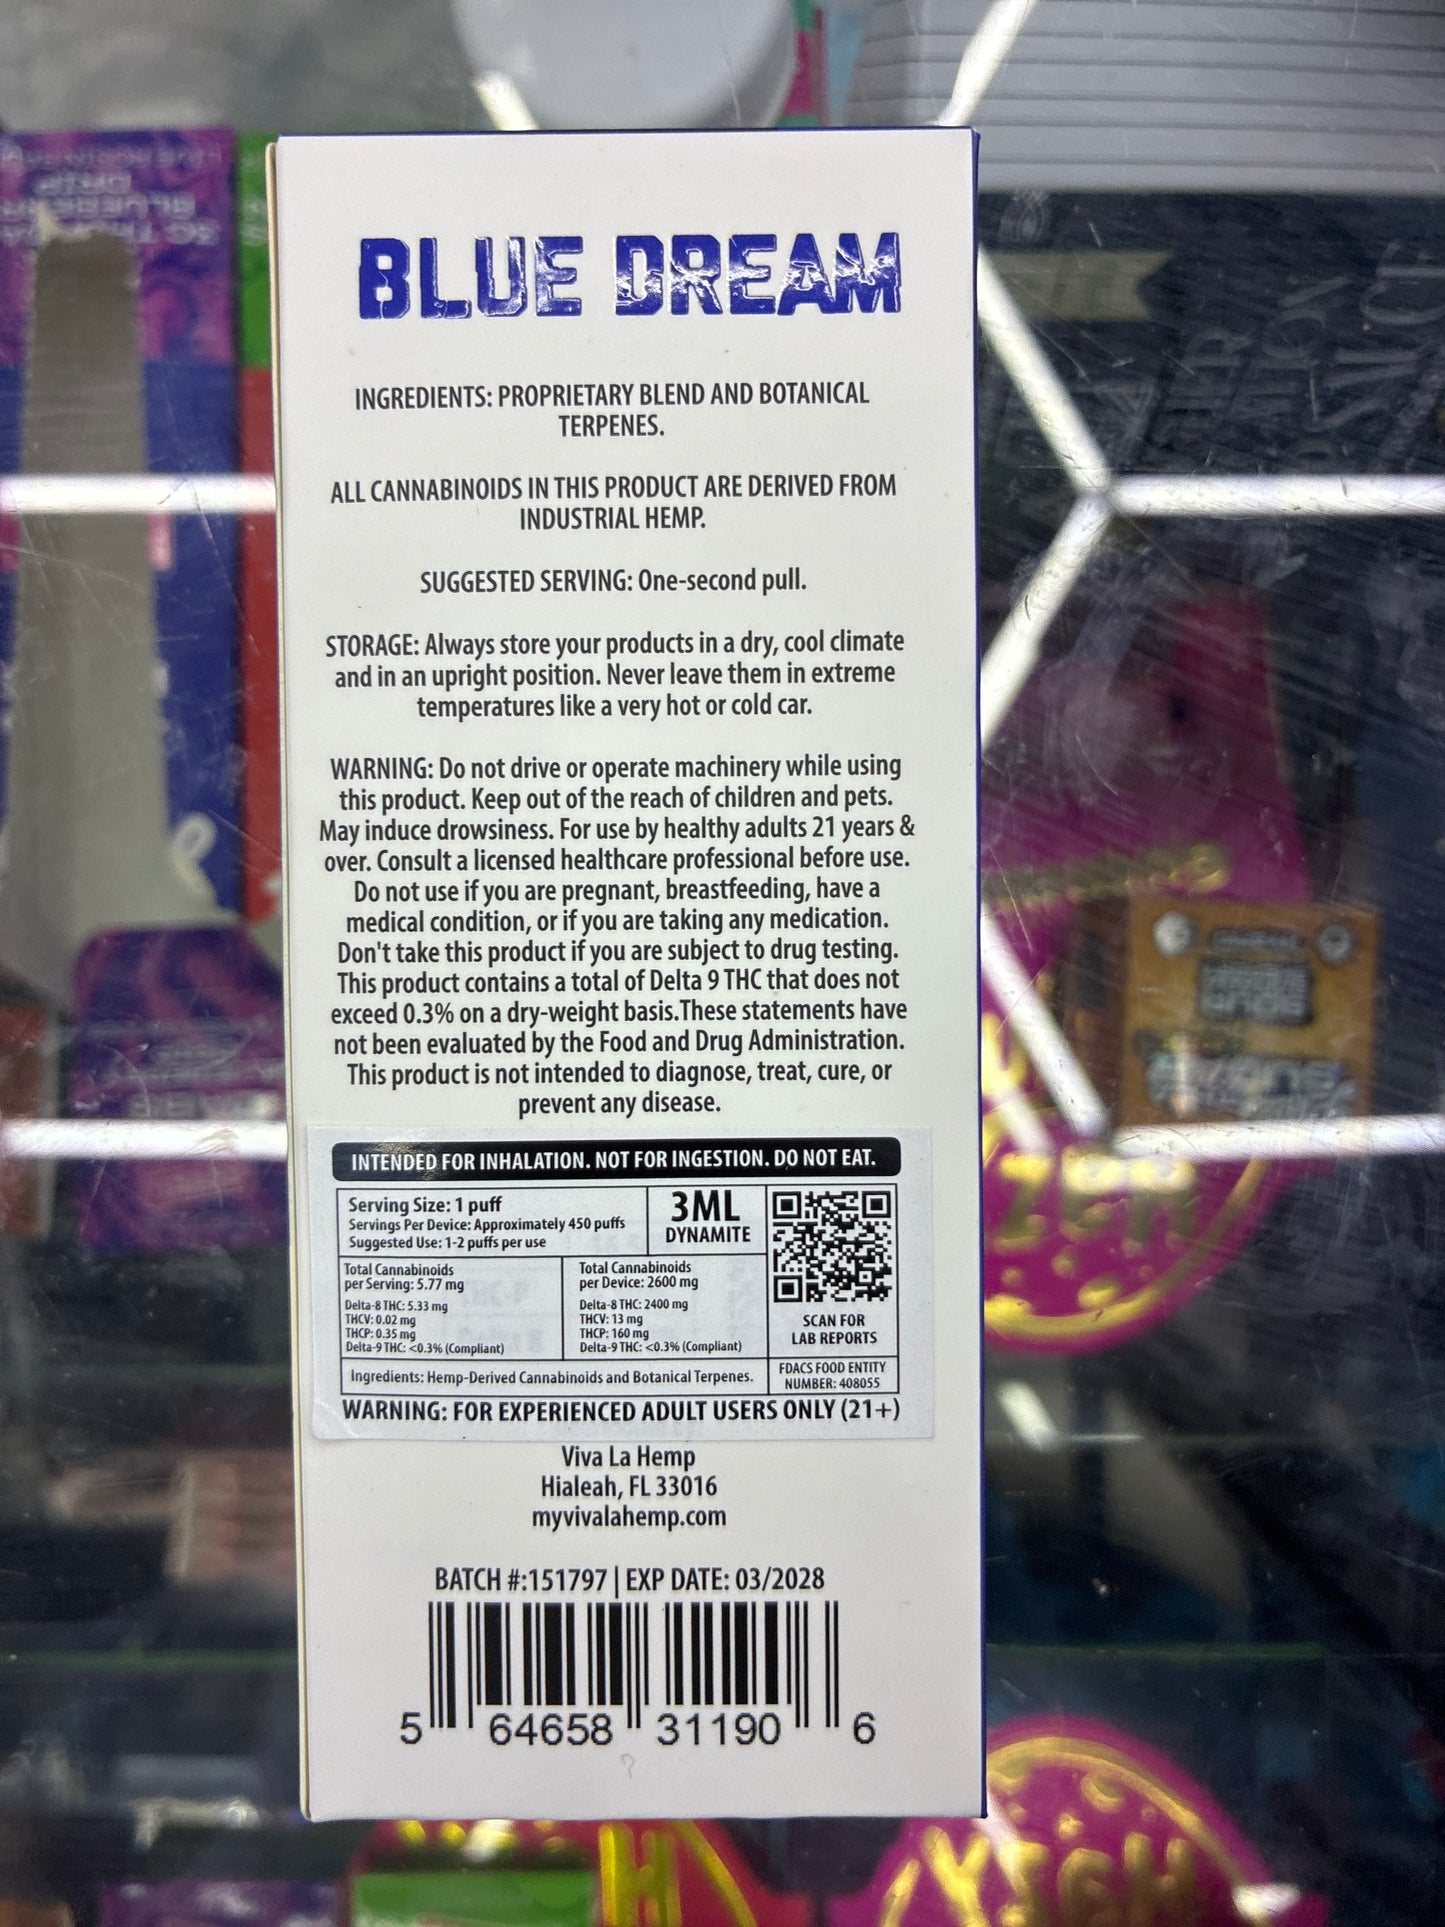 BLUE DREAM
INGREDIENTS: PROPRIETARY BLEND AND BOTANICAL
TERPENES.
ALL CANNABINOIDS IN THIS PRODUCT ARE DERIVED FROM
INDUSTRIAL HEMP.
SUGGESTED SERVING: One-second pull.
STORAGE: Always store your products in a dry, cool climate
and in an upright position. Never leave them in extreme
temperatures like a very hot or cold car.
WARNING: Do not drive or operate machinery while using
this product. Keep out of the reach of children and pets.
May induce drowsiness. For use by healthy adults 21 years &
over. Consult a licensed healthcare professional before use.
Do not use if you are pregnant, breastfeeding, have a
medical condition, or if you are taking any medication.
Don't take this product if you are subject to drug testing.
This product contains a total of Delta 9 THC that does not
exceed 0.3% on a dry-weight basis.These statements have
not been evaluated by the Food and Drug Administration.
This product is not intended to diagnose, treat, cure, or
prevent any disease.
INTENDED FOR INHALATION. NOT FOR INGESTION. DO NOT EAT.
Serving Size: 1 puff
Servings Per Device: Approximately 450 puffs
Suggested Use: 1-2 puffs per use
3ML
DYNAMITE
Total Cannabinoids
per Serving: 5.77 mg
Delta-8 THC: 5.33 mg
THCV: 0.02 mg
THCP: 0.35 mg
Delta-9 THC: <0.3% (Compliant)
Total Cannabinoids
per Device: 2600 mg
Delta-8 THC: 2400 mg
THCV: 13 mg
THCP: 160 mg
Delta-9 THC: <0.3% (Compliant)
SCAN FOR
LAB REPORTS
Ingredients: Hemp-Derived Cannabinoids and Botanical Terpenes.
FDACS FOOD ENTITY
NUMBER: 408055
WARNING: FOR EXPERIENCED ADULT USERS ONLY (21+)
Viva La Hemp
Hialeah, FL 33016
myvivalahemp.com
BATCH #:151797 | EXP DATE: 03/2028
5 64658 31190 6